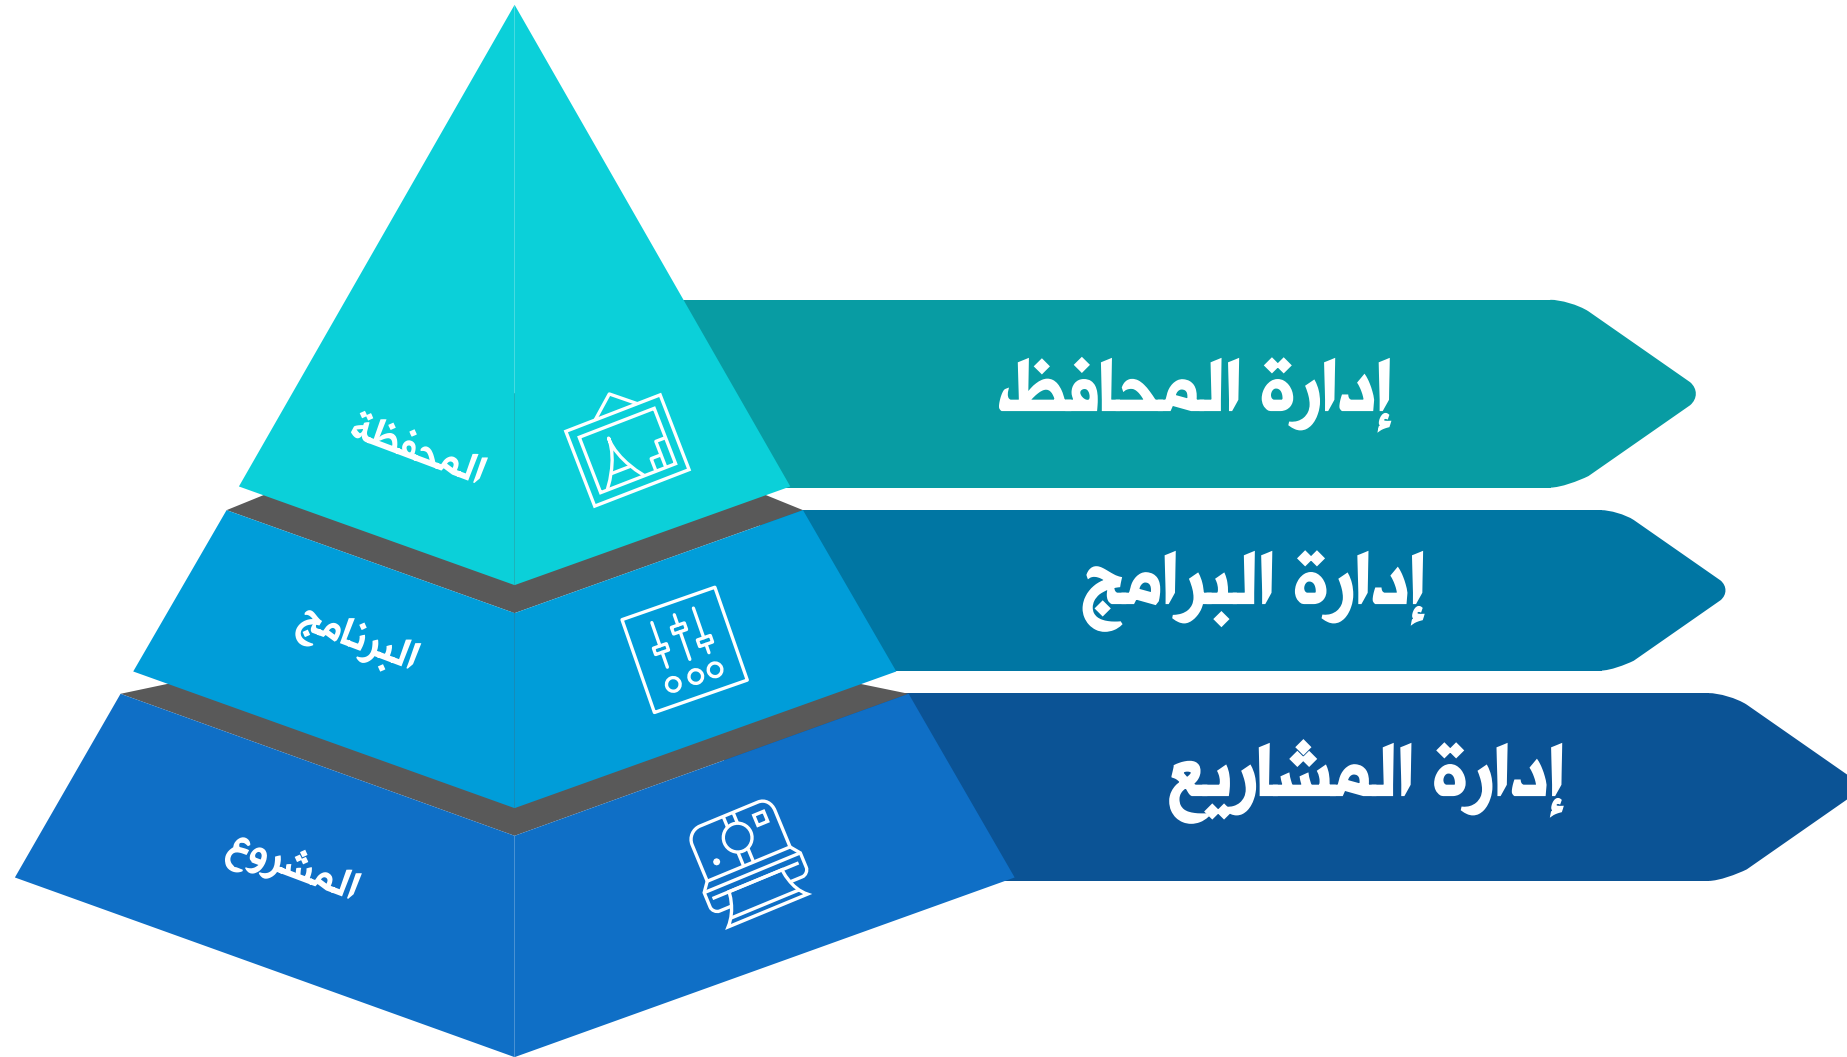 إدارة المحافظ
المحفظة
إدارة البرامج
البرنامج
إدارة المشاريع
المشروع